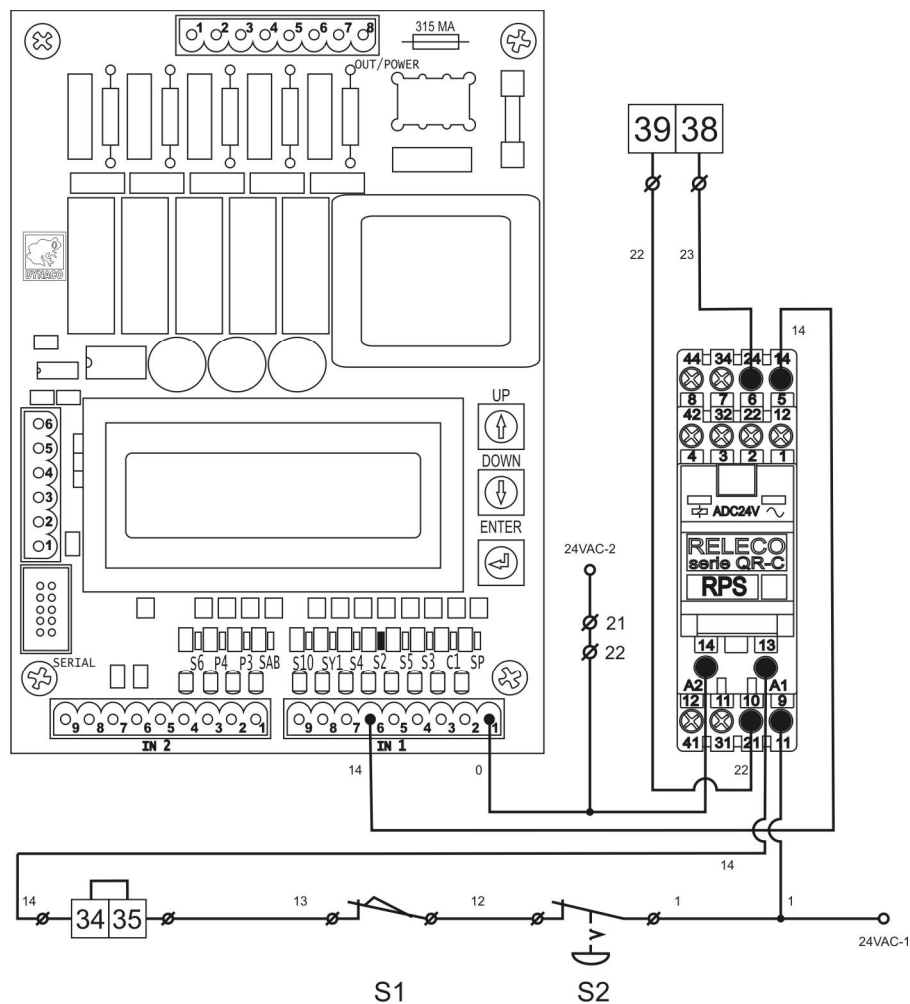 1 2 3 4 5 6 7 8
315 MA
OUT/POWER
39 38
DYNACO
22
23
14
44 34 24 14
8 7 6 5
42 32 22 12
4 3 2 1
UP
6
5
4
3
2
1
DOWN
ADC24V
ENTER
24VAC-2
RELECO
serie QR-C
RPS
21
22
14 13
SERIAL
S6 P4 P3 SAB
S10 SY1 S4 S2 S5 S3 C1 SP
A2 A1
12 11 10 9
9 8 7 6 5 4 3 2 1
9 8 7 6 5 4 3 2 1
IN 2
IN 1
41 31 21 11
14
0
22
14
14
34 35
13
12
1
1
24VAC-1
S1
S2